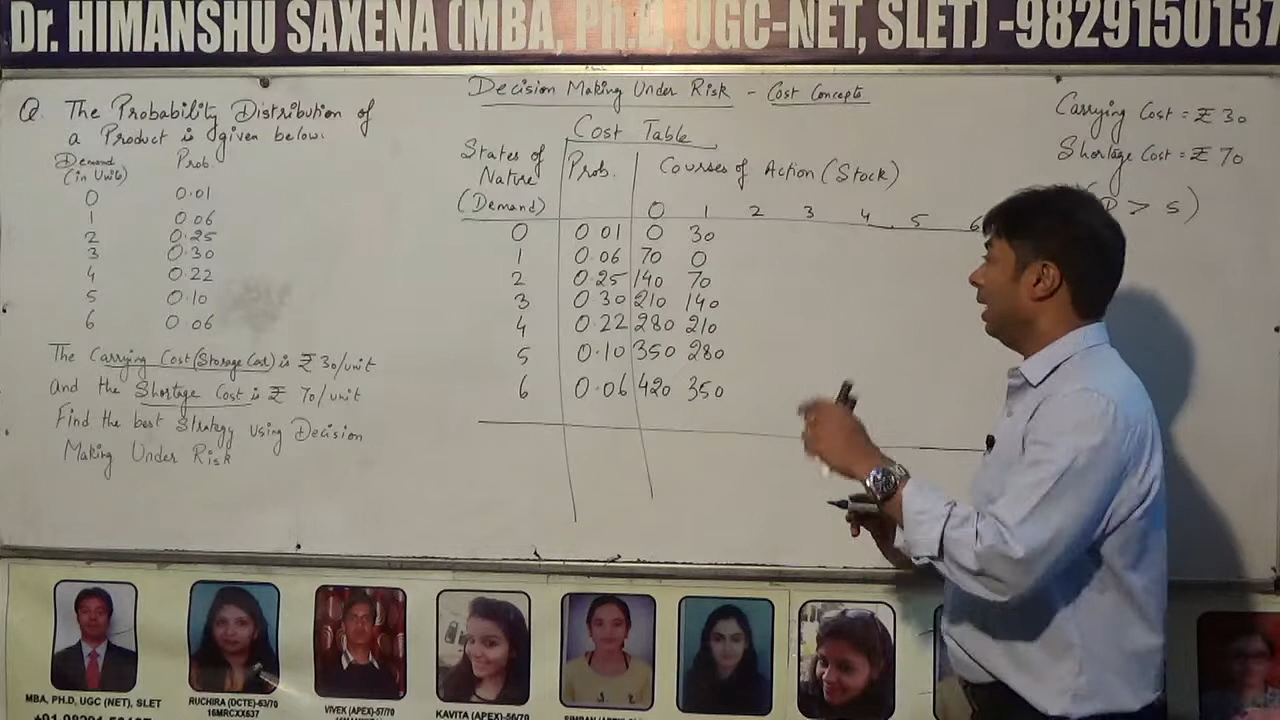 Dr. HIMANSHU SAXENA (MBA, Ph.D, UGC-NET, SLET) -9829150137
Q. The Probability Distribution of
a Product is given below.
Demand Prob.
(in Units)
0 0.01
1 0.06
2 0.25
3 0.30
4 0.22
5 0.10
6 0.06
The Carrying Cost (Storage Cost) is ₹ 30/unit
and the Shortage Cost is ₹ 70/unit
Find the best Strategy using Decision
Making Under Risk
Decision Making Under Risk - Cost Concepts
Cost Table
States of Nature (Demand) Prob. Courses of Action (Stock)
0 1 2 3 4 5 6
0 0.01 0 30
1 0.06 70 0
2 0.25 140 70
3 0.30 210 140
4 0.22 280 210
5 0.10 350 280
6 0.06 420 350
Carrying Cost = ₹ 30
Shortage Cost = ₹ 70
D > S)
MBA, PH.D, UGC (NET), SLET
RUCHIRA (DCTE)-63/70
16MRCXX637
VIVEK (APEX)-57/70
KAVITA (APEX)-56/70